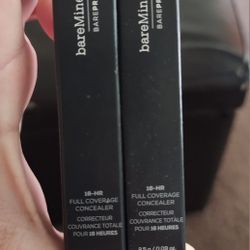 bareMin
BAREPR
18-HR
FULL COVERAGE
CONCEALER
CORRECTEUR
COUVRANCE TOTALE
POUR 18 HEURES
bareMin
BAREPR
18-HR
FULL COVERAGE
CONCEALER
CORRECTEUR
COUVRANCE TOTALE
POUR 18 HEURES